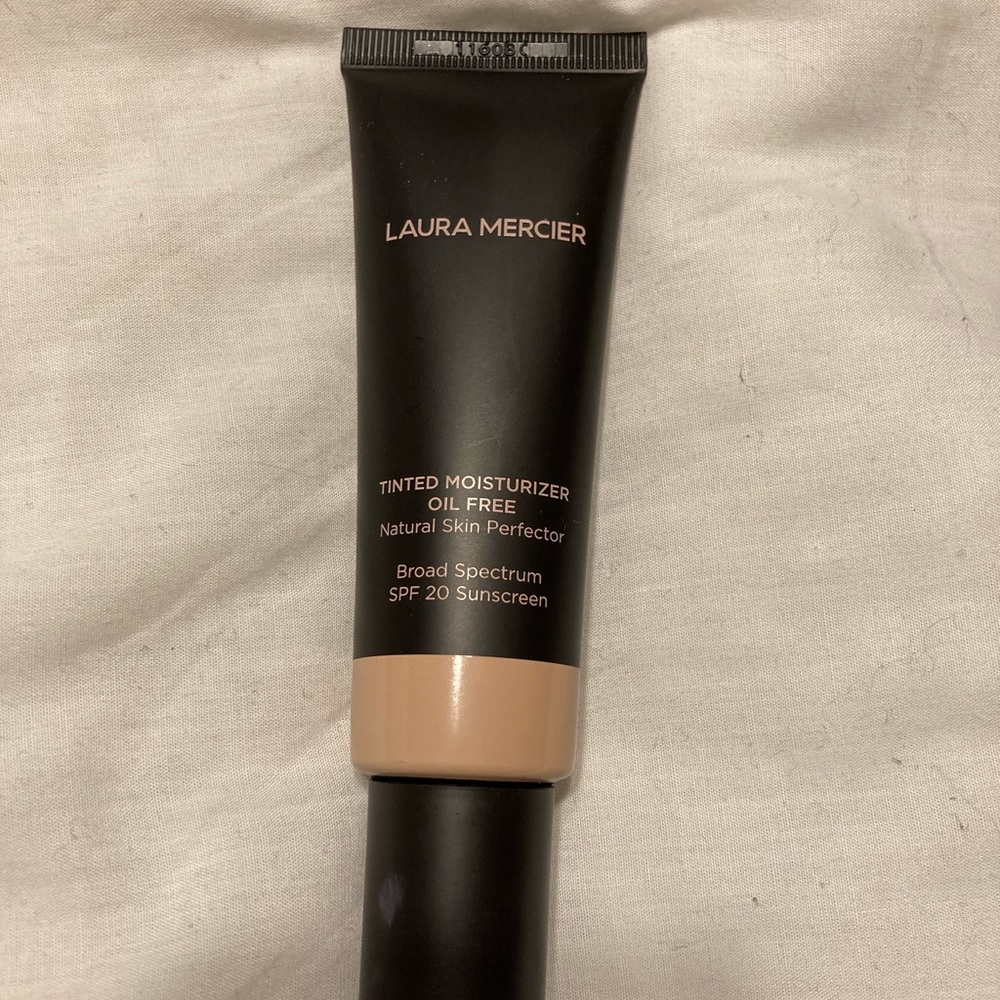 LAURA MERCIER
TINTED MOISTURIZER
OIL FREE
Natural Skin Perfector
Broad Spectrum
SPF 20 Sunscreen